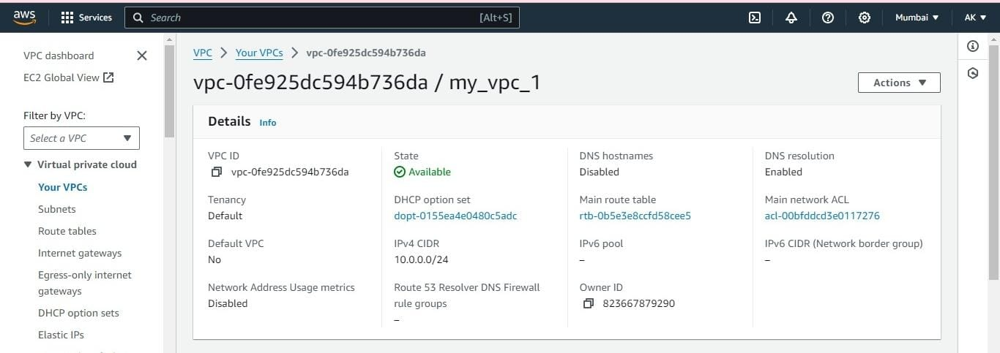 aws Services Search [Alt+S] Mumbai ▼ AK ▼
VPC dashboard
EC2 Global View
Filter by VPC:
Select a VPC
Virtual private cloud
Your VPCs
Subnets
Route tables
Internet gateways
Egress-only internet
gateways
DHCP option sets
Elastic IPs
VPC > Your VPCs > vpc-0fe925dc594b736da
vpc-0fe925dc594b736da / my_vpc_1
Actions ▼
Details Info
VPC ID
vpc-0fe925dc594b736da
State
Available
DNS hostnames
Disabled
DNS resolution
Enabled
Tenancy
Default
DHCP option set
dopt-0155ea4e0480c5adc
Main route table
rtb-0b5e3e8ccfd58cee5
Main network ACL
acl-00bfddcd3e0117276
Default VPC
No
IPv4 CIDR
10.0.0.0/24
IPv6 pool
–
IPv6 CIDR (Network border group)
–
Network Address Usage metrics
Disabled
Route 53 Resolver DNS Firewall
rule groups
–
Owner ID
823667879290